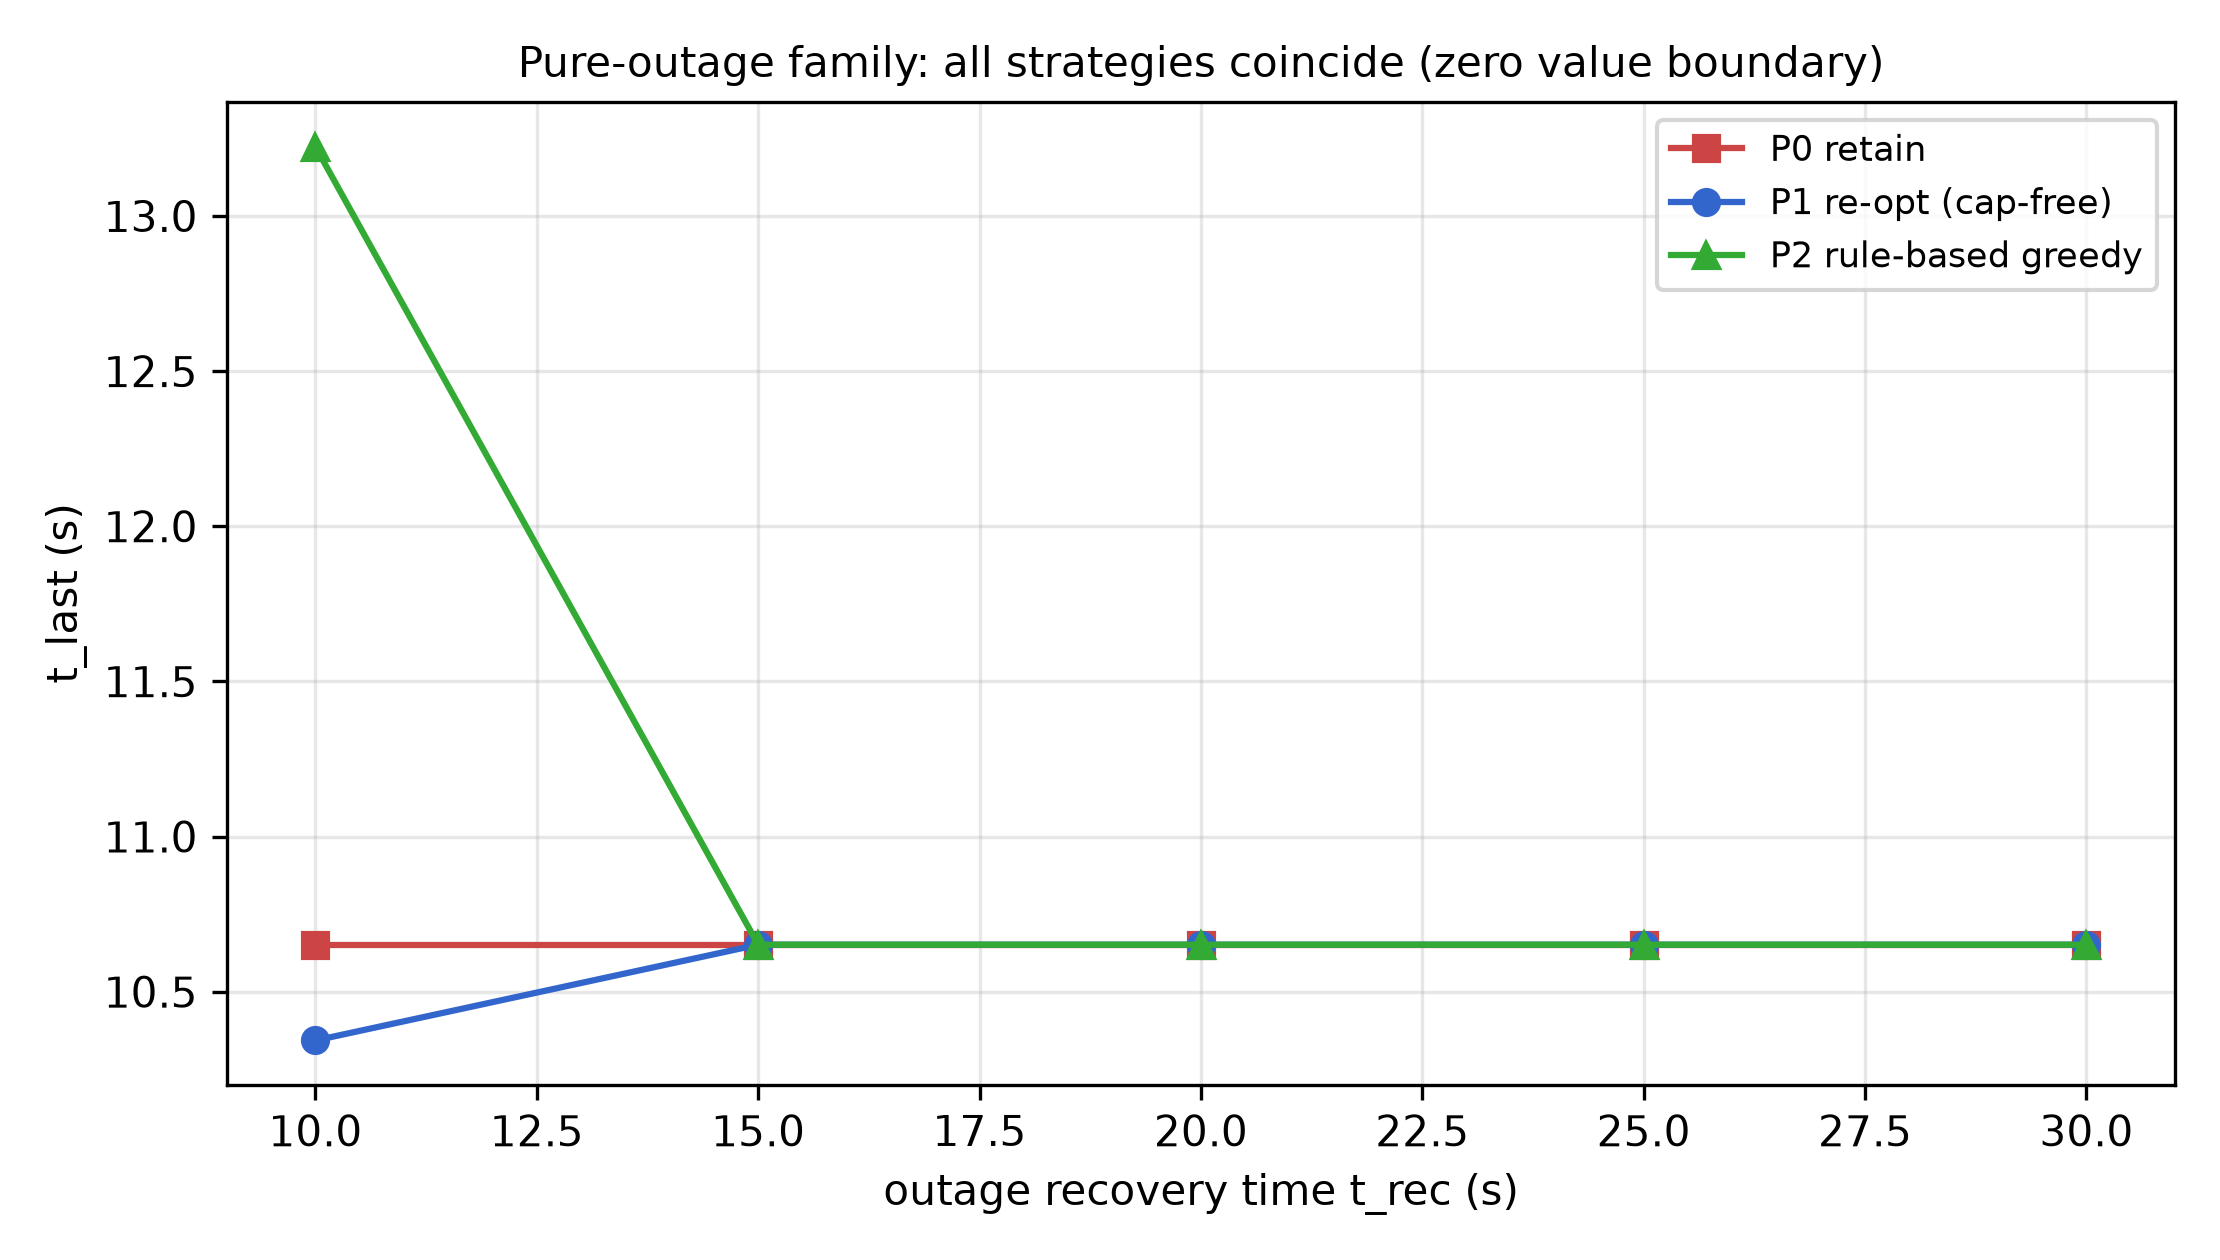 Pure-outage family: all strategies coincide (zero value boundary)
P0 retain
P1 re-opt (cap-free)
P2 rule-based greedy
t_last (s)
13.0
12.5
12.0
11.5
11.0
10.5
10.0 12.5 15.0 17.5 20.0 22.5 25.0 27.5 30.0
outage recovery time t_rec (s)